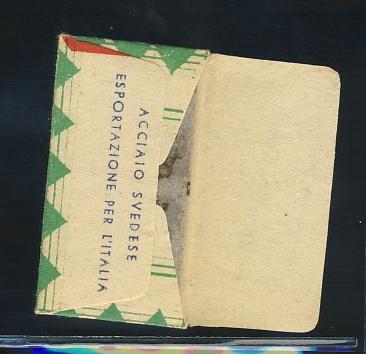 ACCIAIO SVEDESE
ESPORTAZIONE PER L'ITALIA